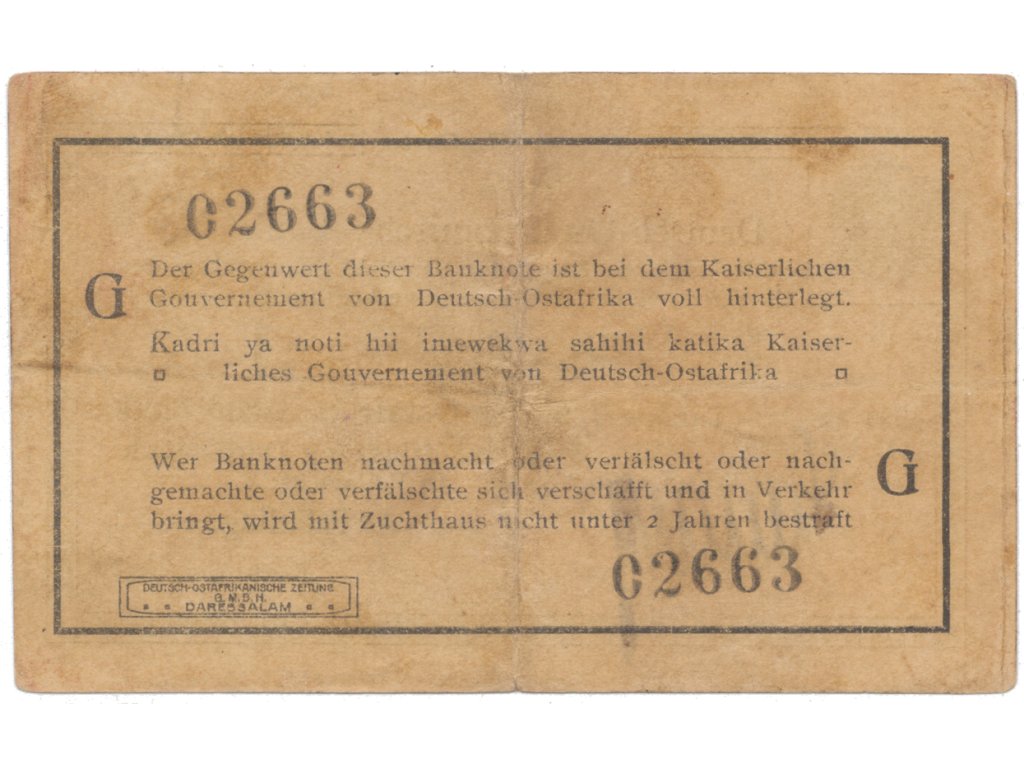 02663
Der Gegenwert dieser Banknote ist bei dem Kaiserlichen
G Gouvernement von Deutsch-Ostafrika voll hinterlegt.
Kadri ya noti hii imewekwa sahihi katika Kaiser-
liches Gouvernement von Deutsch-Ostafrika
Wer Banknoten nachmacht oder verfälscht oder nach-
gemachte oder verfälschte sich verschafft und in Verkehr G
bringt, wird mit Zuchthaus nicht unter 2 Jahren bestraft
02663
DEUTSCH-OSTAFRIKANISCHE ZEITUNG
G.M.B.H.
DARESSALAM